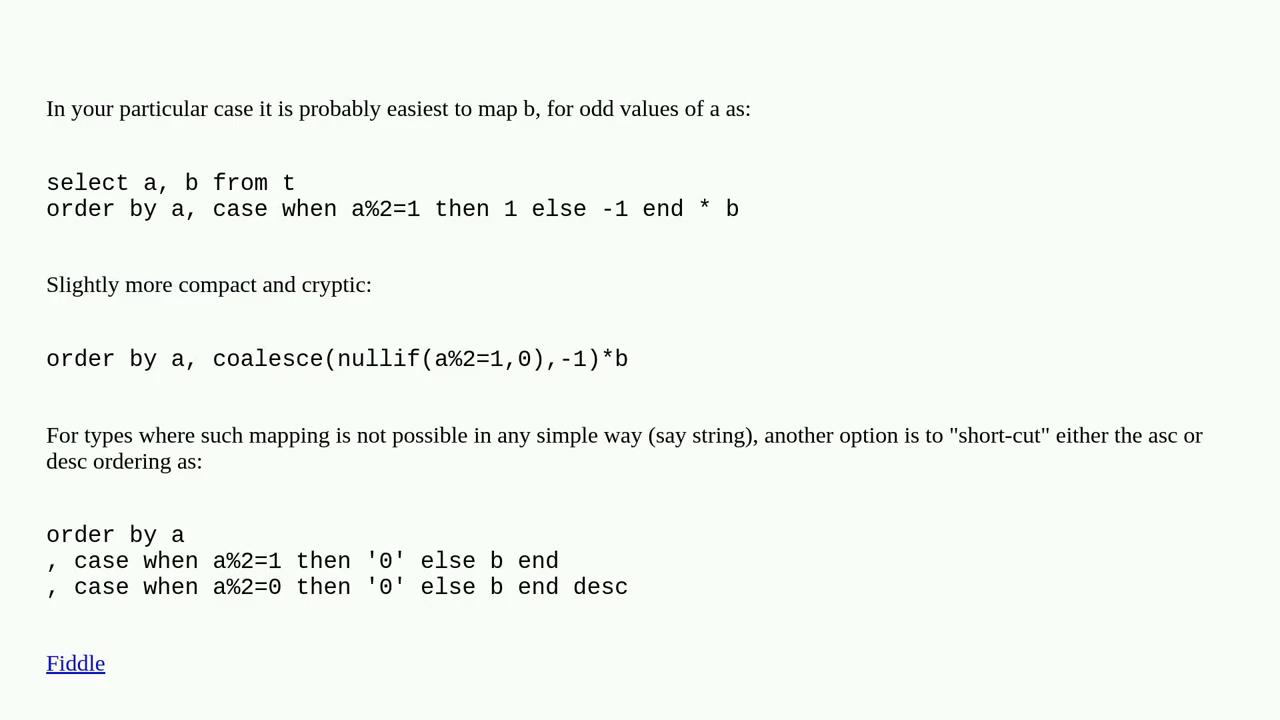 In your particular case it is probably easiest to map b, for odd values of a as:
select a, b from t
order by a, case when a%2=1 then 1 else -1 end * b
Slightly more compact and cryptic:
order by a, coalesce(nullif(a%2=1,0),-1)*b
For types where such mapping is not possible in any simple way (say string), another option is to "short-cut" either the asc or
desc ordering as:
order by a
, case when a%2=1 then '0' else b end
, case when a%2=0 then '0' else b end desc
Fiddle